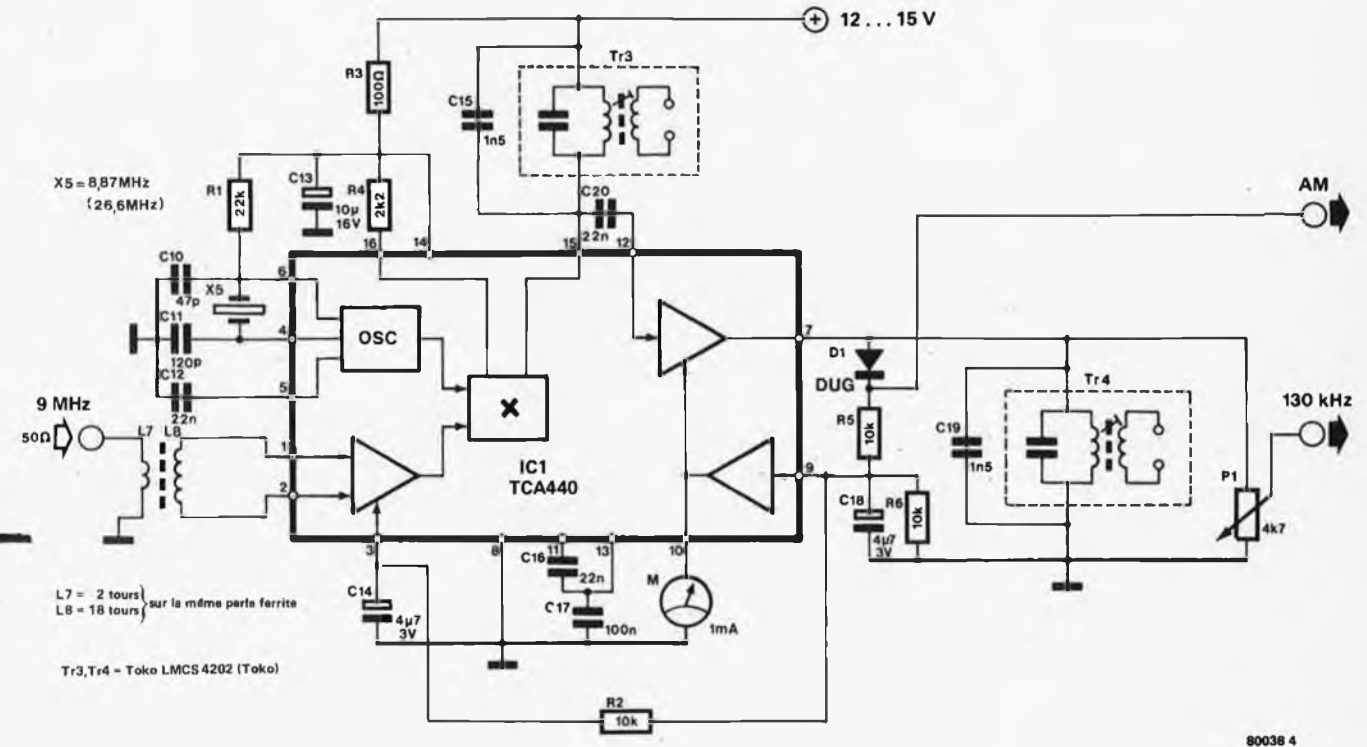 12 . . . 15 V
Tr3
R3
100Ω
C15
1n5
X5 = 8,87MHz
(26,6MHz)
R1
22k
C13
10µ
16V
R4
2k2
C20
22n
AM
16
14
15
12
C10
47p
X5
6
C11
120p
4
OSC
7
D1
DUG
C12
22n
5
9 MHz
50Ω
L7
L8
1
2
IC1
TCA440
R5
10k
9
C19
1n5
Tr4
130 kHz
P1
4k7
C18
4µ7
3V
R6
10k
3
8
11
13
10
C16
22n
C14
4µ7
3V
C17
100n
M
1mA
L7 = 2 tours
L8 = 18 tours
sur la même perle ferrite
Tr3,Tr4 = Toko LMCS 4202 (Toko)
R2
10k
80038 4